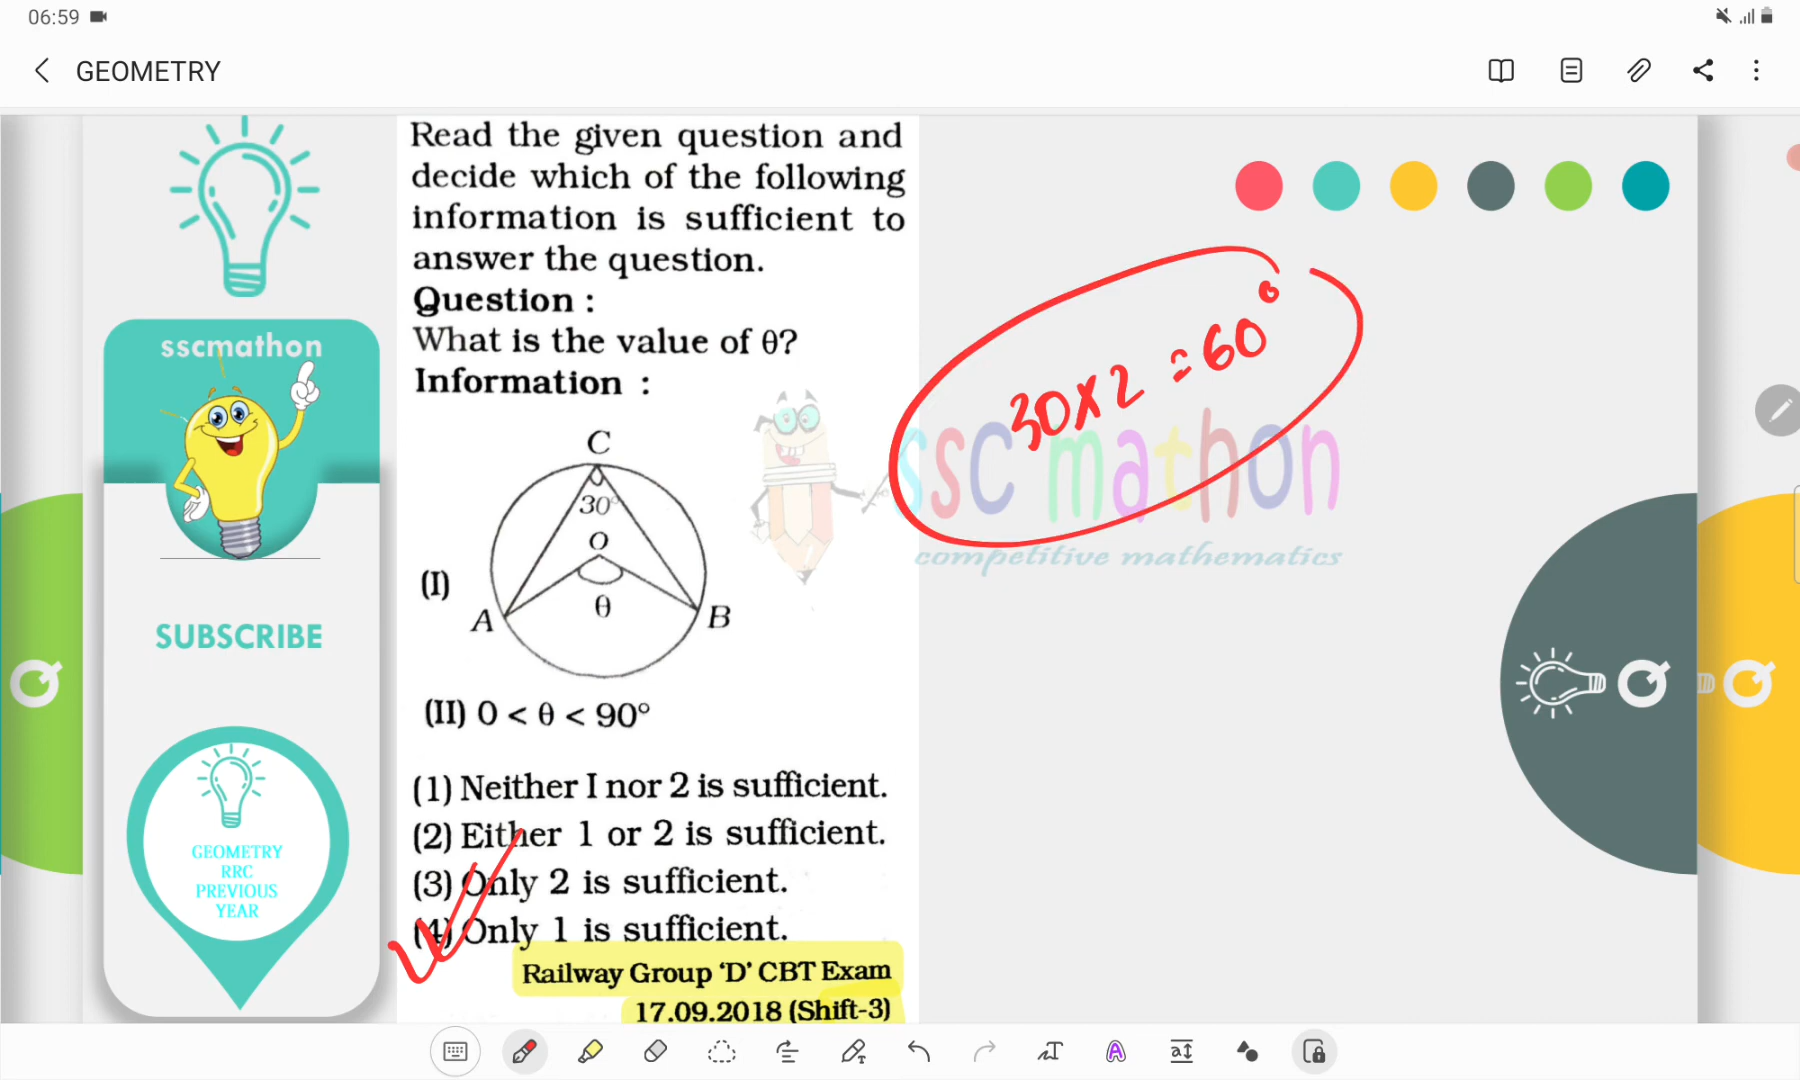 06:59
GEOMETRY
Read the given question and
decide which of the following
information is sufficient to
answer the question.
Question :
What is the value of θ?
Information :
C
30°
O
(I)
A
θ
B
(II) 0 < θ < 90°
(1) Neither I nor 2 is sufficient.
(2) Either 1 or 2 is sufficient.
(3) Only 2 is sufficient.
(4) Only 1 is sufficient.
Railway Group 'D' CBT Exam
17.09.2018 (Shift-3)
30×2 = 60°
ssc mathon
competitive mathematics
sscmathon
SUBSCRIBE
GEOMETRY
RRC
PREVIOUS
YEAR